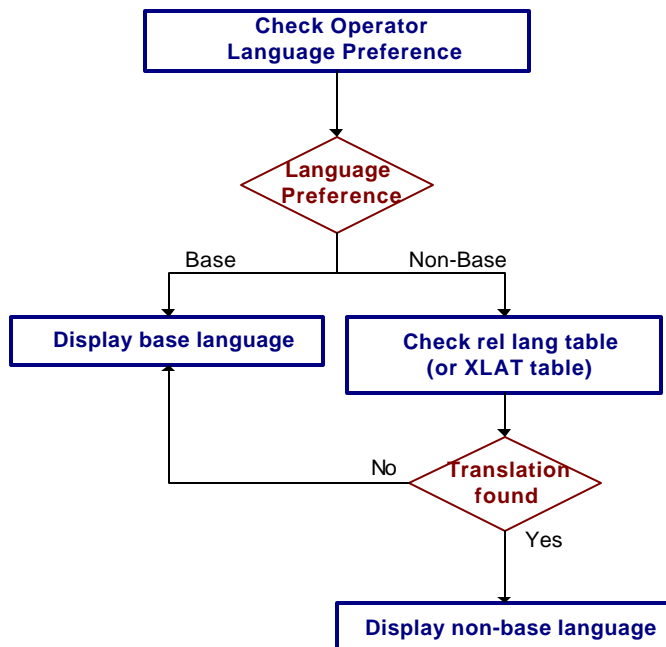 Check Operator
Language Preference
Language
Preference
Base
Non-Base
Display base language
Check rel lang table
(or XLAT table)
No
Translation
found
Yes
Display non-base language